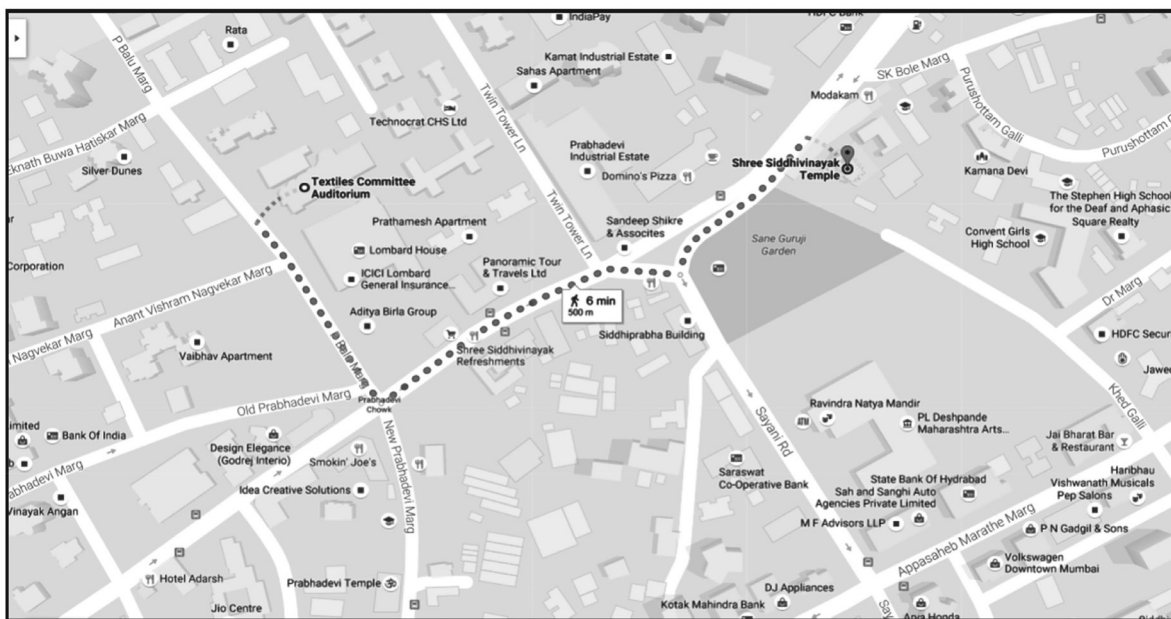 IndiaPay
HDFC Bank
Rata
P Balu Marg
Kamat Industrial Estate
Sahas Apartment
SK Bole Marg
Modakam
Purushottam Galli
Twin Tower Ln
Technocrat CHS Ltd
Eknath Buwa Hatiskar Marg
Silver Dunes
Prabhadevi
Industrial Estate
Domino's Pizza
Shree Siddhivinayak
Temple
Kamana Devi
Purushottam G
Textiles Committee
Auditorium
The Stephen High School
for the Deaf and Aphasic
Square Realty
Prathamesh Apartment
Sandeep Shikre
& Assocites
Twin Tower Ln
Sane Guruji
Garden
Convent Girls
High School
Corporation
Lombard House
Panoramic Tour
& Travels Ltd
ICICI Lombard
General Insurance...
Anant Vishram Nagvekar Marg
6 min
500 m
Dr Marg
Aditya Birla Group
Siddhiprabha Building
HDFC Secur
Nagvekar Marg
Vaibhav Apartment
Shree Siddhivinayak
Refreshments
Balu Marg
Jawe
Prabhadevi
Chowk
Old Prabhadevi Marg
Khed Galli
Ravindra Natya Mandir
PL Deshpande
Maharashtra Arts...
Sayani Rd
Limited
Bank Of India
Design Elegance
(Godrej Interio)
Smokin' Joe's
New Prabhadevi Marg
Jai Bharat Bar
& Restaurant
Saraswat
Co-Operative Bank
State Bank Of Hydrabad
Sah and Sanghi Auto
Agencies Private Limited
Haribhau
Vishwanath Musicals
Pep Salons
b.
abhadevi Marg
Idea Creative Solutions
Vinayak Angan
M F Advisors LLP
P N Gadgil & Sons
Appasaheb Marathe Marg
Volkswagen
Downtown Mumbai
Hotel Adarsh
Prabhadevi Temple
DJ Appliances
Jio Centre
Kotak Mahindra Bank
Say
Apra Honda